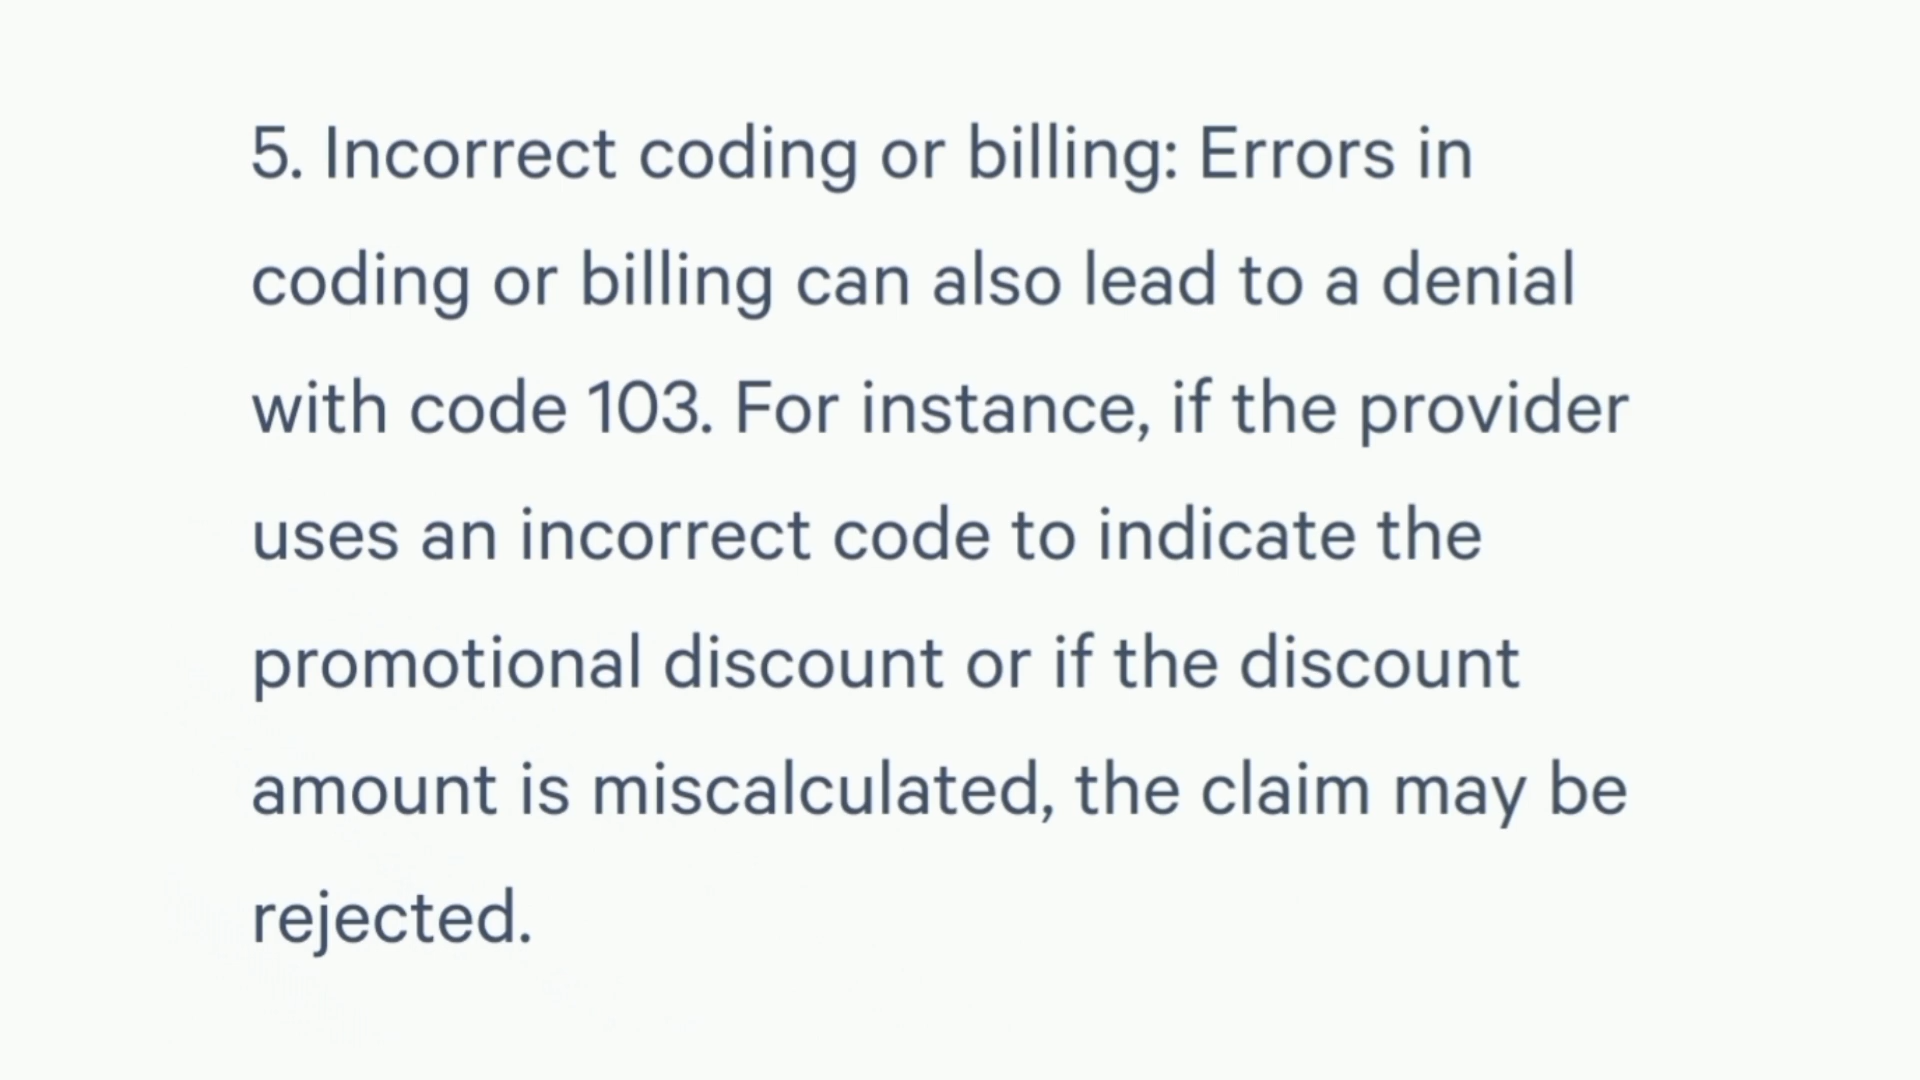 5. Incorrect coding or billing: Errors in
coding or billing can also lead to a denial
with code 103. For instance, if the provider
uses an incorrect code to indicate the
promotional discount or if the discount
amount is miscalculated, the claim may be
rejected.